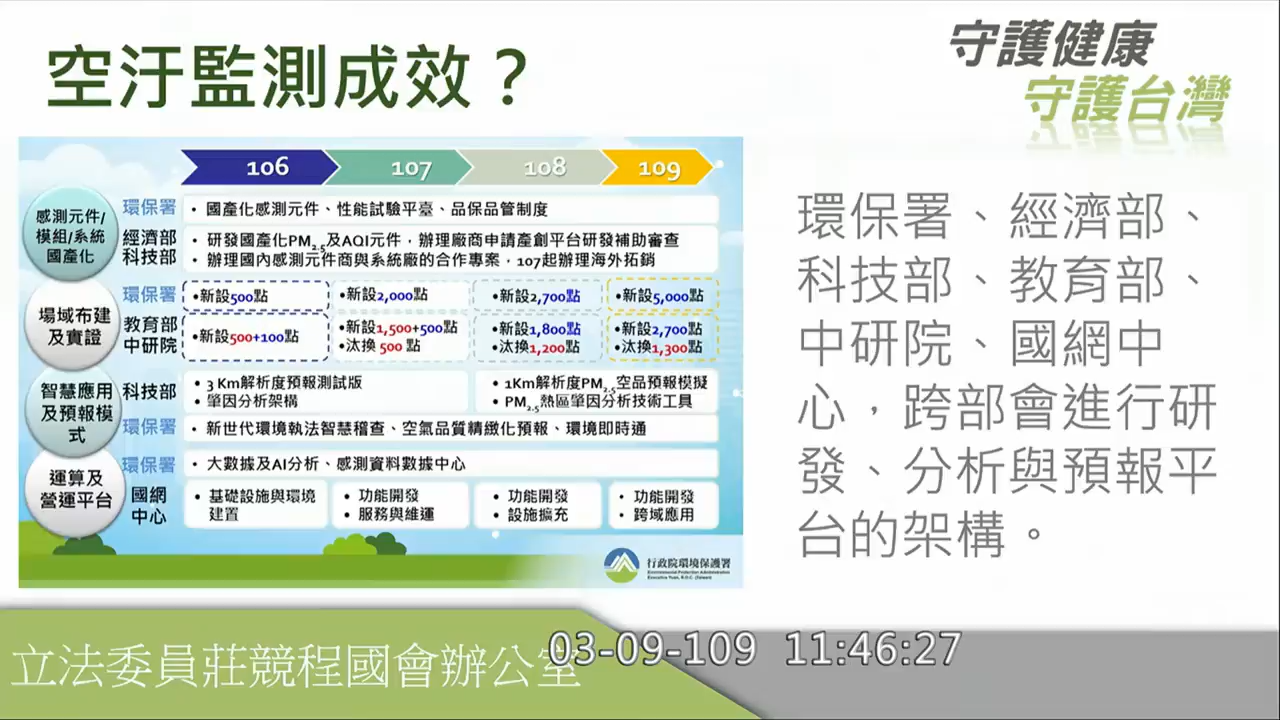 空汙監測成效？
守護健康
守護台灣
106 107 108 109
感測元件/
模組/系統
國產化
環保署
• 國產化感測元件、性能試驗平臺、品保品管制度
經濟部
科技部
• 研發國產化PM2.5及AQI元件，辦理廠商申請產創平台研發補助審查
• 辦理國內感測元件商與系統廠的合作專案，107起辦理海外拓銷
場域布建
及實證
環保署
•新設500點
•新設2,000點
•新設2,700點
•新設5,000點
教育部
中研院
•新設500+100點
•新設1,500+500點
•汰換 500 點
•新設1,800點
•汰換1,200點
•新設2,700點
•汰換1,300點
智慧應用
及預報模
式
科技部
• 3 Km解析度預報測試版
• 肇因分析架構
• 1Km解析度PM2.5空品預報模擬
• PM2.5熱區肇因分析技術工具
環保署
• 新世代環境執法智慧稽查、空氣品質精緻化預報、環境即時通
運算及
營運平台
環保署
• 大數據及AI分析、感測資料數據中心
國網
中心
• 基礎設施與環境
建置
• 功能開發
• 服務與維運
• 功能開發
• 設施擴充
• 功能開發
• 跨域應用
行政院環境保護署
Environmental Protection Administration
Executive Yuan, R.O.C. (Taiwan)
環保署、經濟部、
科技部、教育部、
中研院、國網中
心，跨部會進行研
發、分析與預報平
台的架構。
立法委員莊競程國會辦公室
03-09-109 11:46:27